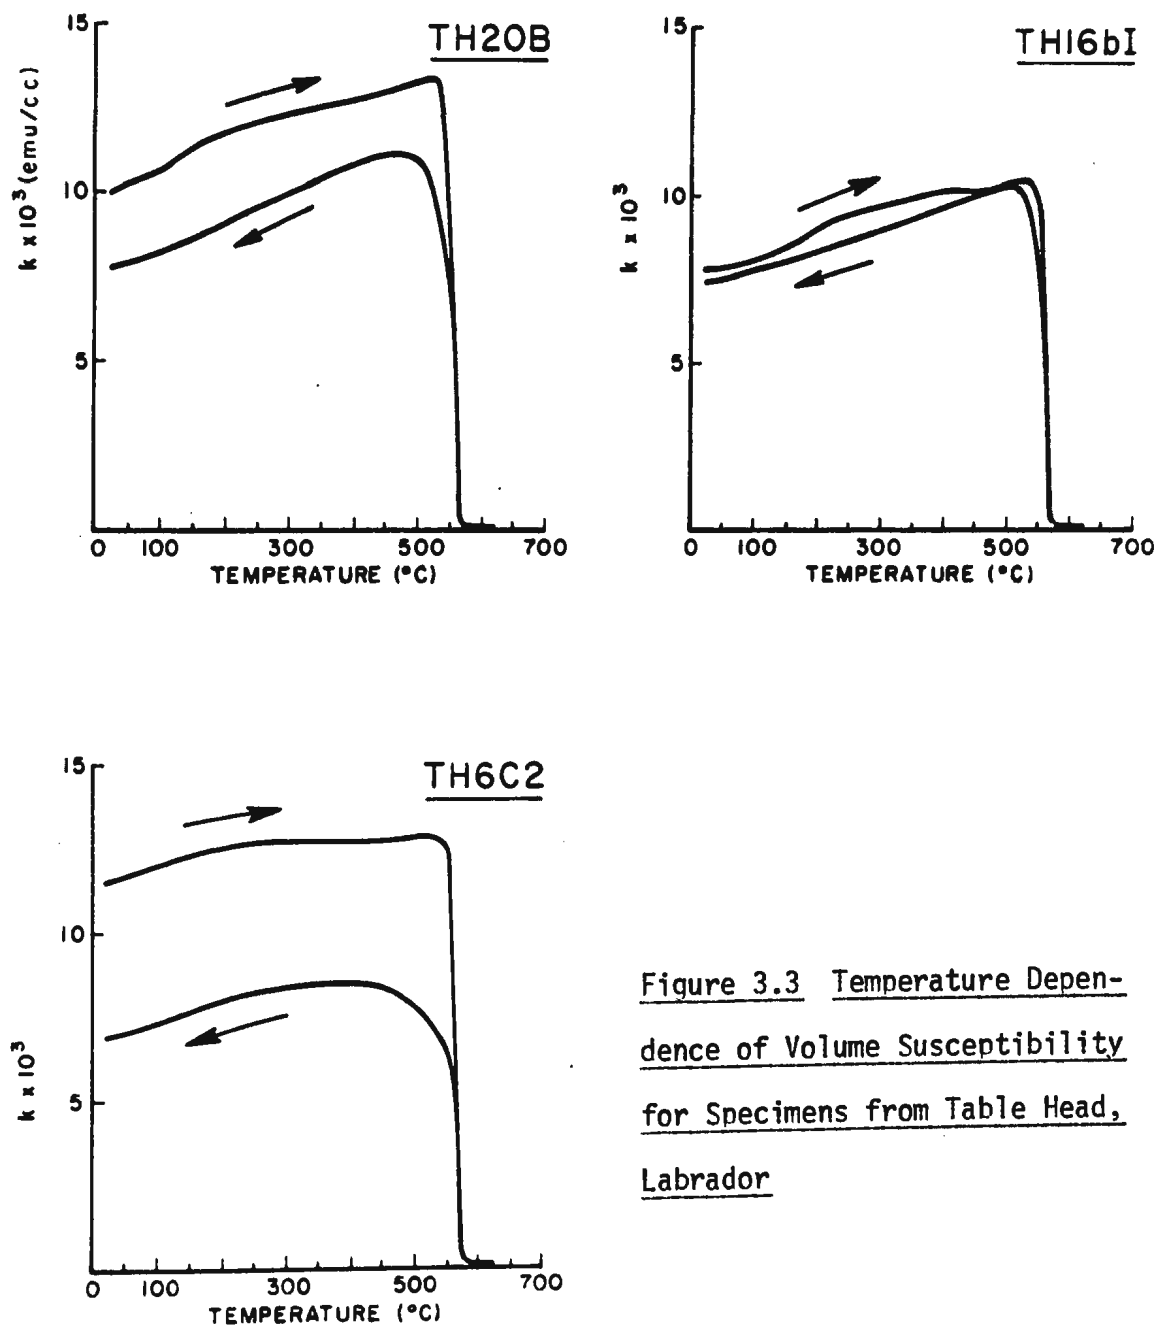 TH20B
k x 10³ (emu/cc)
15
10
5
0 100 300 500 700
TEMPERATURE (°C)
TH16bI
k x 10³
15
10
5
0 100 300 500 700
TEMPERATURE (°C)
TH6C2
k x 10³
15
10
5
0 100 300 500 700
TEMPERATURE (°C)
Figure 3.3 Temperature Depen-
dence of Volume Susceptibility
for Specimens from Table Head,
Labrador